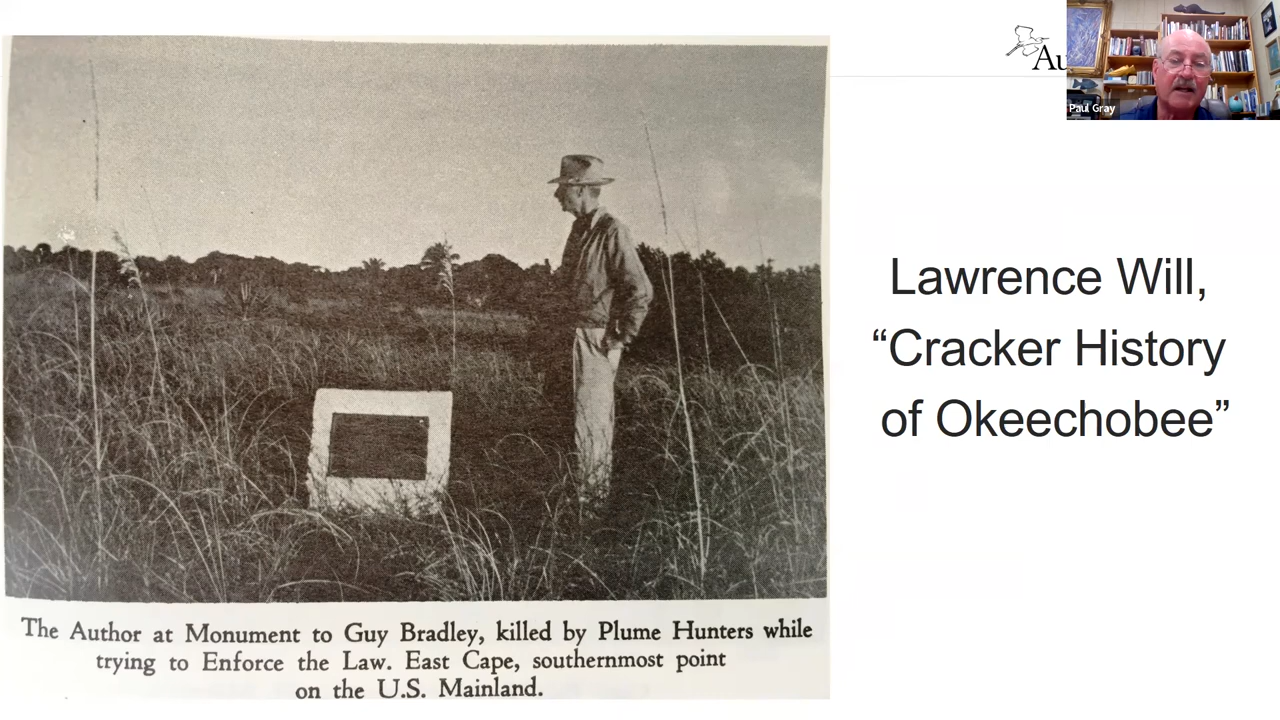 Au
Paul Gray
Lawrence Will,
“Cracker History
of Okeechobee”
The Author at Monument to Guy Bradley, killed by Plume Hunters while
trying to Enforce the Law. East Cape, southernmost point
on the U.S. Mainland.